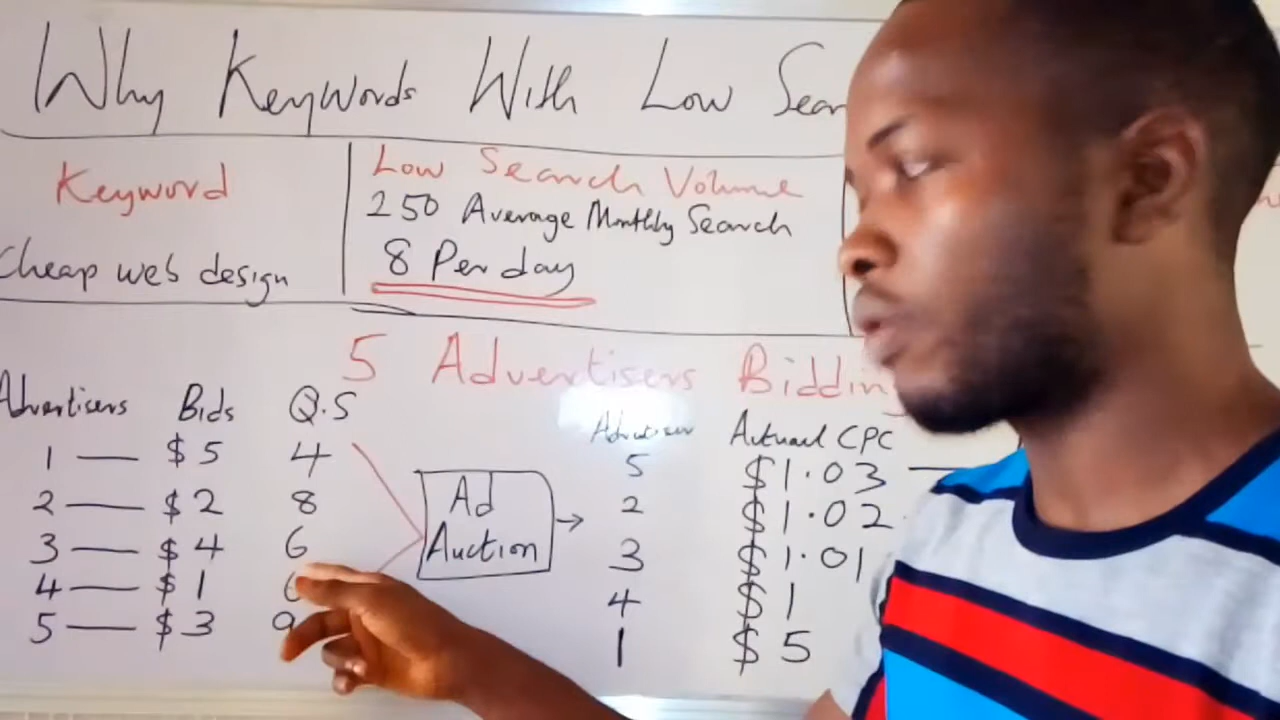 Why Keywords With Low
Keyword
Cheap web design
Low Search Volume
250 Average Monthly Search
8 Per day
5 Advertisers Bidding
Advertisers Bids Q.S
1 — $5 4
2 — $2 8
3 — $4 6
4 — $1
5 — $3 9
Ad
Auction
Advertiser Actual CPC
5 $1.03 —
2 $1.02
3 $1.01
4 $1
1 $5